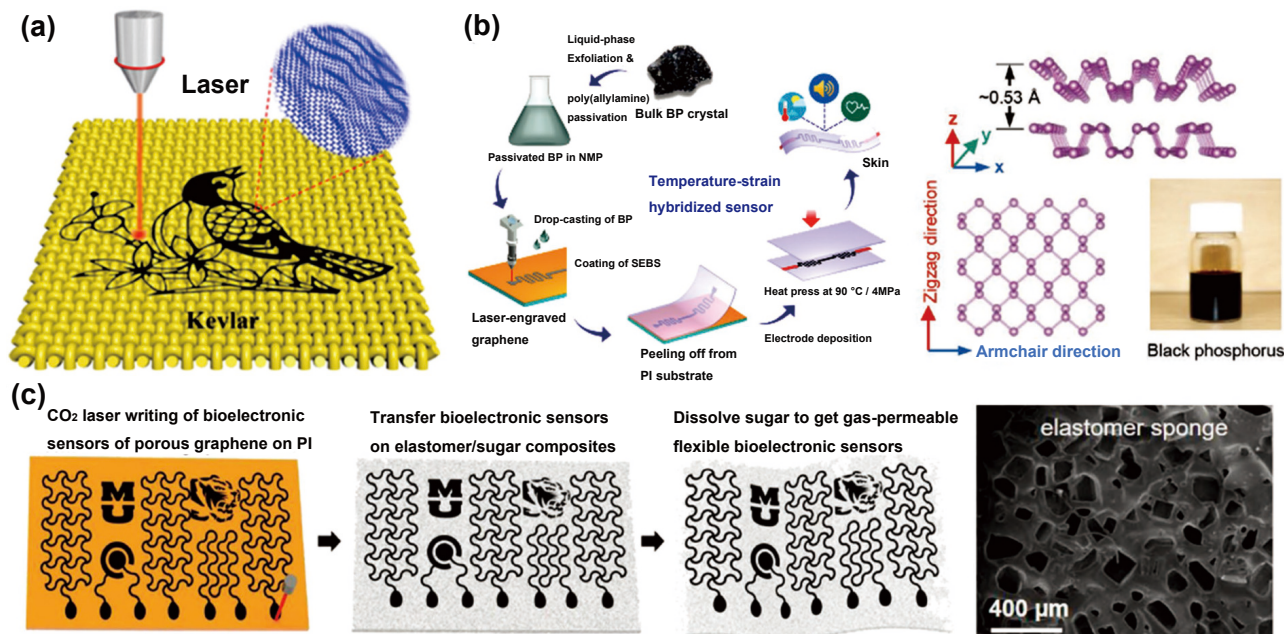 (a)
Laser
Kevlar
(b)
Liquid-phase
Exfoliation &
poly(allylamine)
passivation
Bulk BP crystal
Passivated BP in NMP
Skin
Temperature-strain
hybridized sensor
Drop-casting of BP
Coating of SEBS
Laser-engraved
graphene
Peeling off from
PI substrate
Heat press at 90 °C / 4MPa
Electrode deposition
~0.53 Å
z
y
x
Zigzag direction
Armchair direction
Black phosphorus
(c)
CO₂ laser writing of bioelectronic
sensors of porous graphene on PI
MU
Transfer bioelectronic sensors
on elastomer/sugar composites
MU
Dissolve sugar to get gas-permeable
flexible bioelectronic sensors
MU
elastomer sponge
400 μm